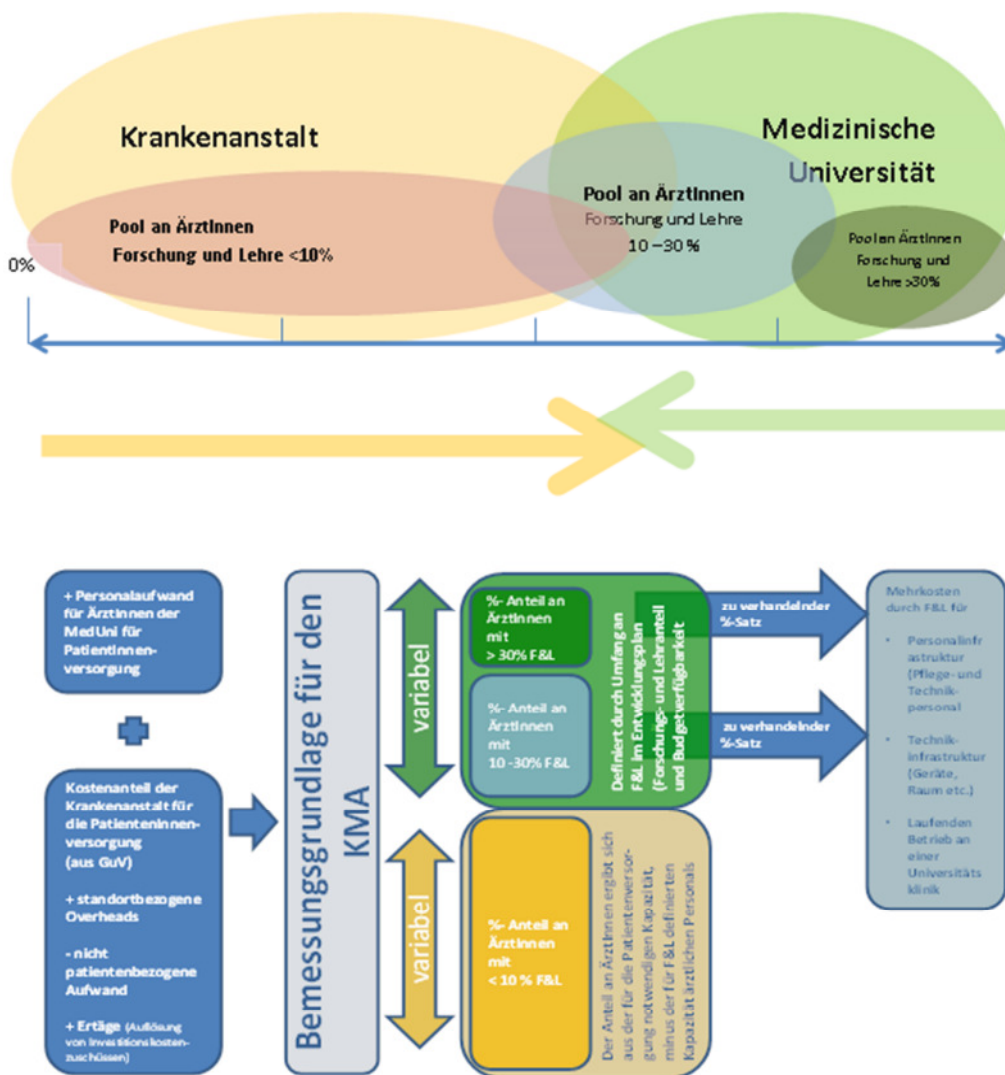 Krankenanstalt
Medizinische
Universität
Pool an ÄrztInnen
Forschung und Lehre <10%
Pool an ÄrztInnen
Forschung und Lehre
10 – 30 %
Pool an ÄrztInnen
Forschung und
Lehre >30%
0%
+ Personalaufwand
für ÄrztInnen der
MedUni für
PatientInnen-
versorgung
Kostenanteil der
Krankenanstalt für
die PatientenInnen-
versorgung
(aus GuV)
+ standortbezogene
Overheads
- nicht
patientenbezogene
Aufwand
+ Ertäge (Auflösung
von Investitionskosten-
zuschüssen)
Bemessungsgrundlage für den
KMA
variabel
variabel
%- Anteil an
ÄrztInnen
mit
> 30% F&L
%- Anteil an
ÄrztInnen
mit
10 -30% F&L
Definiert durch Umfang an
F&L im Entwicklungsplan
(Forschungs- und Lehranteil
und Budgetverfügbarkeit
%- Anteil an
ÄrztInnen
mit
< 10 % F&L
Der Anteil an ÄrztInnen ergibt sich
aus der für die Patientenversor-
gung notwendigen Kapazität,
minus der für F&L definierten
Kapazität ärztlichen Personals
zu verhandelnder
%-Satz
zu verhandelnder
%-Satz
Mehrkosten
durch F&L für
• Personalinfr
astruktur
(Pflege- und
Technik-
personal
• Technik-
infrastruktur
(Geräte,
Raum etc.)
• Laufenden
Betrieb an
einer
Universitäts
klinik